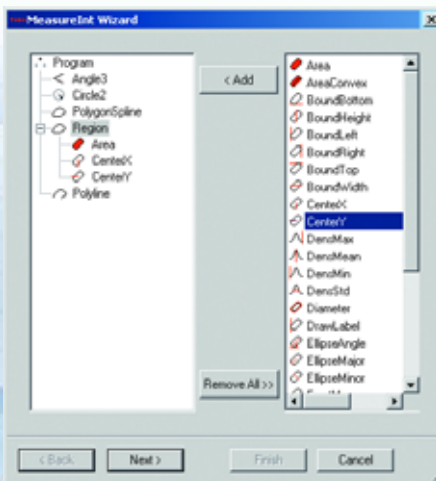 MeasureInt Wizard
Program
Angle3
Circle2
PolygonSpline
Region
Area
CenterX
CenterY
Polyline
< Add
Remove All >>
Area
AreaConvex
BoundBottom
BoundHeight
BoundLeft
BoundRight
BoundTop
BoundWidth
CenterX
CenterY
DensMax
DensMean
DensMin
DensStd
Diameter
DrawLabel
EllipseAngle
EllipseMajor
EllipseMinor
< Back
Next >
Finish
Cancel